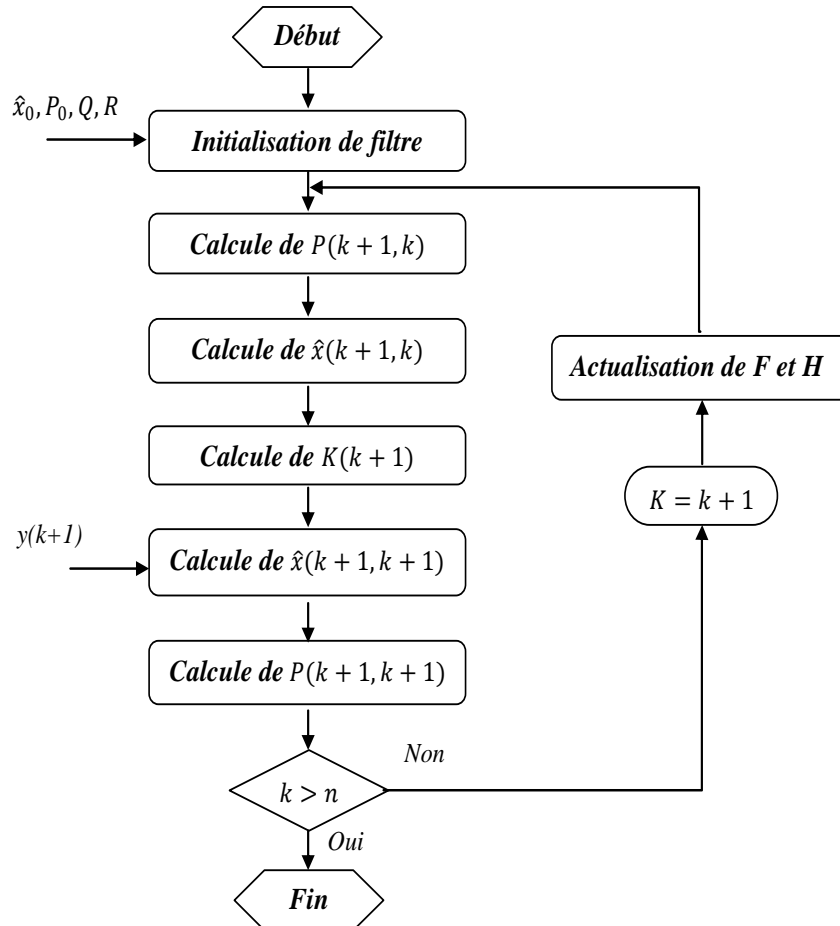 Début
x̂₀, P₀, Q, R
Initialisation de filtre
Calcule de P(k + 1, k)
Calcule de x̂(k + 1, k)
Actualisation de F et H
Calcule de K(k + 1)
K = k + 1
y(k+1)
Calcule de x̂(k + 1, k + 1)
Calcule de P(k + 1, k + 1)
Non
k > n
Oui
Fin